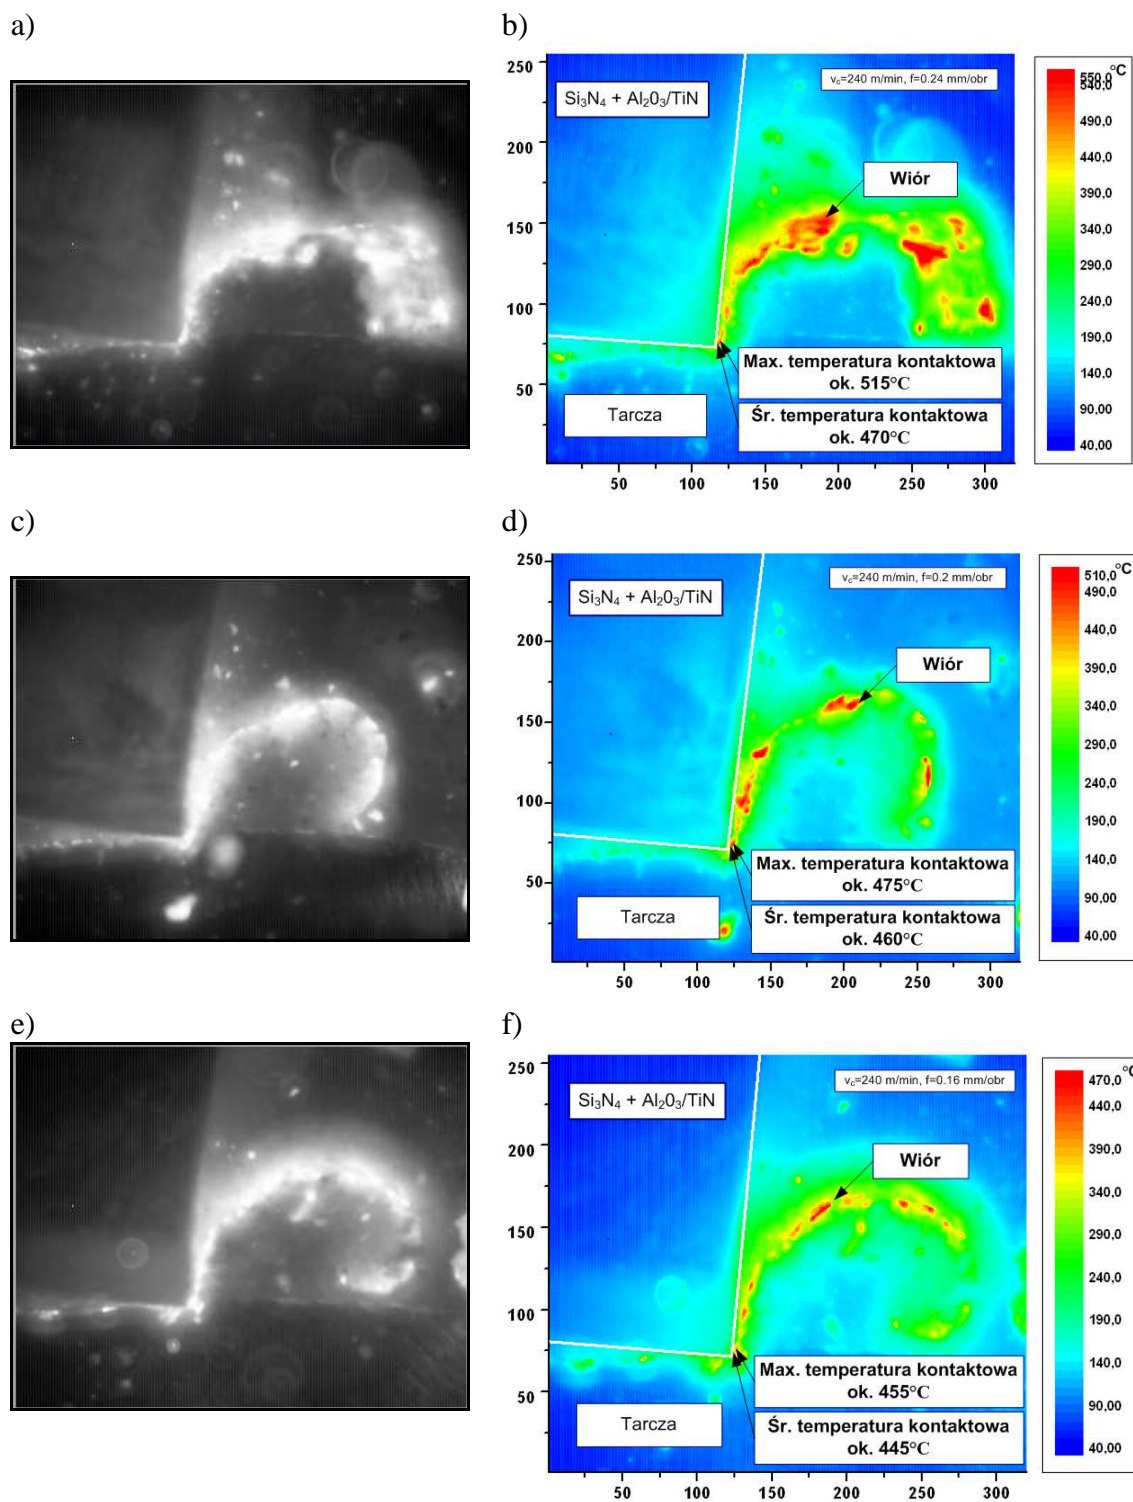 a)
b)
v꜀=240 m/min, f=0.24 mm/obr
Si₃N₄ + Al₂0₃/TiN
Wiór
Max. temperatura kontaktowa
ok. 515°C
Śr. temperatura kontaktowa
ok. 470°C
Tarcza
250
200
150
100
50
50 100 150 200 250 300
°C
550,0
540,0
490,0
440,0
390,0
340,0
290,0
240,0
190,0
140,0
90,00
40,00
c)
d)
v꜀=240 m/min, f=0.2 mm/obr
Si₃N₄ + Al₂0₃/TiN
Wiór
Max. temperatura kontaktowa
ok. 475°C
Śr. temperatura kontaktowa
ok. 460°C
Tarcza
250
200
150
100
50
50 100 150 200 250 300
°C
510,0
490,0
440,0
390,0
340,0
290,0
240,0
190,0
140,0
90,00
40,00
e)
f)
v꜀=240 m/min, f=0.16 mm/obr
Si₃N₄ + Al₂0₃/TiN
Wiór
Max. temperatura kontaktowa
ok. 455°C
Śr. temperatura kontaktowa
ok. 445°C
Tarcza
250
200
150
100
50
50 100 150 200 250 300
°C
470,0
440,0
390,0
340,0
290,0
240,0
190,0
140,0
90,00
40,00